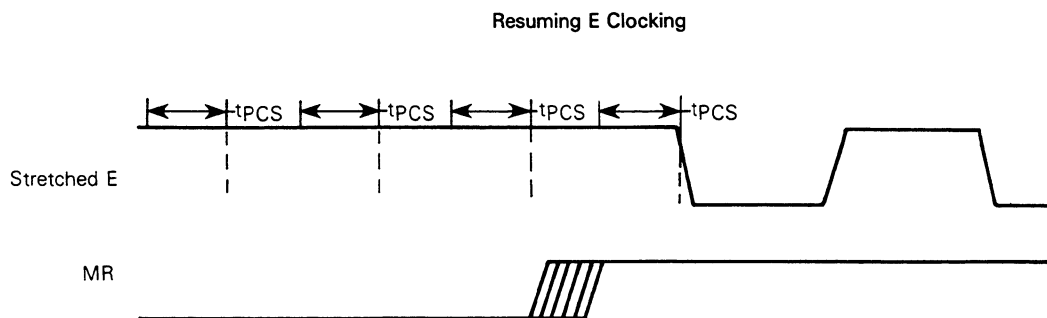 Resuming E Clocking
tPCS tPCS tPCS tPCS
Stretched E
MR